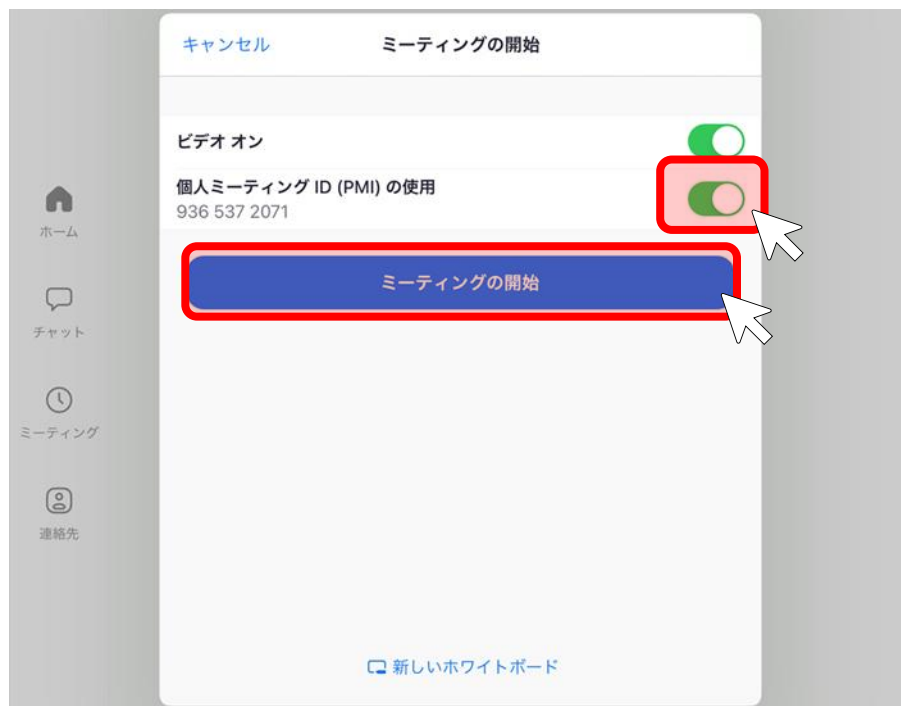 キャンセル
ミーティングの開始
ビデオ オン
個人ミーティング ID (PMI) の使用
936 537 2071
ミーティングの開始
新しいホワイトボード
ホーム
チャット
ミーティング
連絡先